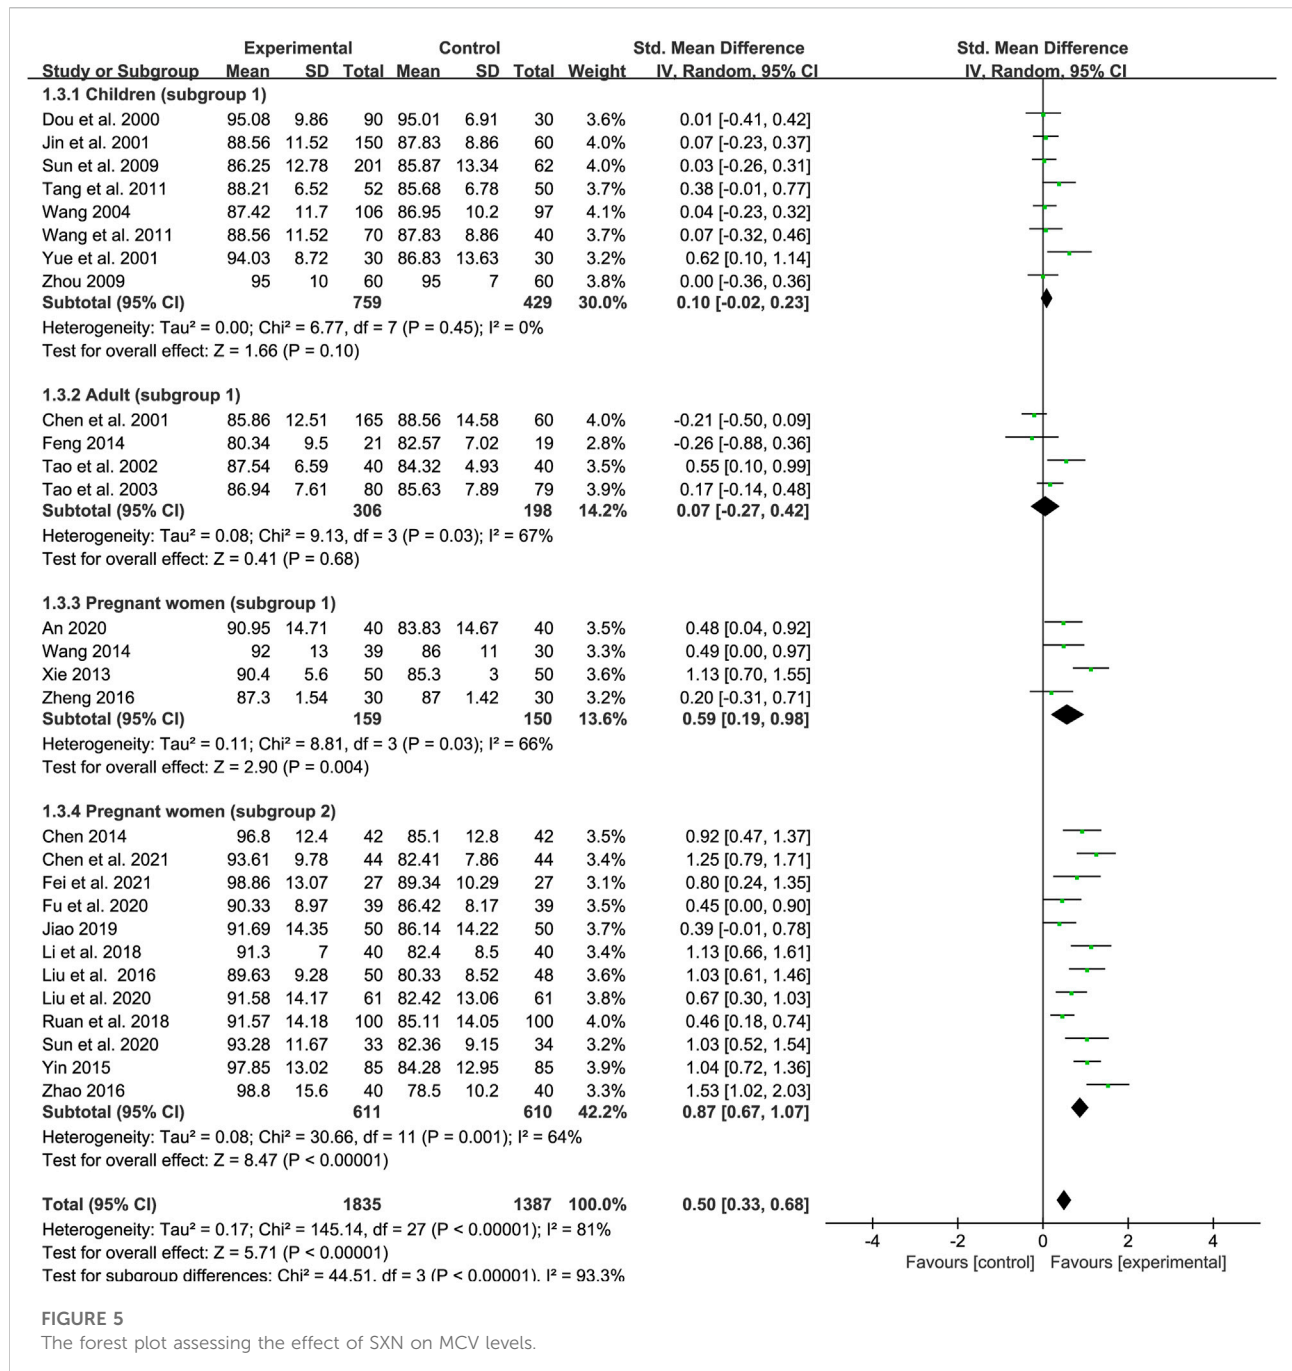 Experimental Control Std. Mean Difference Std. Mean Difference
Study or Subgroup Mean SD Total Mean SD Total Weight IV, Random, 95% CI IV, Random, 95% CI
1.3.1 Children (subgroup 1)
Dou et al. 2000 95.08 9.86 90 95.01 6.91 30 3.6% 0.01 [-0.41, 0.42]
Jin et al. 2001 88.56 11.52 150 87.83 8.86 60 4.0% 0.07 [-0.23, 0.37]
Sun et al. 2009 86.25 12.78 201 85.87 13.34 62 4.0% 0.03 [-0.26, 0.31]
Tang et al. 2011 88.21 6.52 52 85.68 6.78 50 3.7% 0.38 [-0.01, 0.77]
Wang 2004 87.42 11.7 106 86.95 10.2 97 4.1% 0.04 [-0.23, 0.32]
Wang et al. 2011 88.56 11.52 70 87.83 8.86 40 3.7% 0.07 [-0.32, 0.46]
Yue et al. 2001 94.03 8.72 30 86.83 13.63 30 3.2% 0.62 [0.10, 1.14]
Zhou 2009 95 10 60 95 7 60 3.8% 0.00 [-0.36, 0.36]
Subtotal (95% CI) 759 429 30.0% 0.10 [-0.02, 0.23]
Heterogeneity: Tau² = 0.00; Chi² = 6.77, df = 7 (P = 0.45); I² = 0%
Test for overall effect: Z = 1.66 (P = 0.10)
1.3.2 Adult (subgroup 1)
Chen et al. 2001 85.86 12.51 165 88.56 14.58 60 4.0% -0.21 [-0.50, 0.09]
Feng 2014 80.34 9.5 21 82.57 7.02 19 2.8% -0.26 [-0.88, 0.36]
Tao et al. 2002 87.54 6.59 40 84.32 4.93 40 3.5% 0.55 [0.10, 0.99]
Tao et al. 2003 86.94 7.61 80 85.63 7.89 79 3.9% 0.17 [-0.14, 0.48]
Subtotal (95% CI) 306 198 14.2% 0.07 [-0.27, 0.42]
Heterogeneity: Tau² = 0.08; Chi² = 9.13, df = 3 (P = 0.03); I² = 67%
Test for overall effect: Z = 0.41 (P = 0.68)
1.3.3 Pregnant women (subgroup 1)
An 2020 90.95 14.71 40 83.83 14.67 40 3.5% 0.48 [0.04, 0.92]
Wang 2014 92 13 39 86 11 30 3.3% 0.49 [0.00, 0.97]
Xie 2013 90.4 5.6 50 85.3 3 50 3.6% 1.13 [0.70, 1.55]
Zheng 2016 87.3 1.54 30 87 1.42 30 3.2% 0.20 [-0.31, 0.71]
Subtotal (95% CI) 159 150 13.6% 0.59 [0.19, 0.98]
Heterogeneity: Tau² = 0.11; Chi² = 8.81, df = 3 (P = 0.03); I² = 66%
Test for overall effect: Z = 2.90 (P = 0.004)
1.3.4 Pregnant women (subgroup 2)
Chen 2014 96.8 12.4 42 85.1 12.8 42 3.5% 0.92 [0.47, 1.37]
Chen et al. 2021 93.61 9.78 44 82.41 7.86 44 3.4% 1.25 [0.79, 1.71]
Fei et al. 2021 98.86 13.07 27 89.34 10.29 27 3.1% 0.80 [0.24, 1.35]
Fu et al. 2020 90.33 8.97 39 86.42 8.17 39 3.5% 0.45 [0.00, 0.90]
Jiao 2019 91.69 14.35 50 86.14 14.22 50 3.7% 0.39 [-0.01, 0.78]
Li et al. 2018 91.3 7 40 82.4 8.5 40 3.3% 1.13 [0.66, 1.61]
Liu et al. 2016 89.63 9.28 50 80.33 8.52 48 3.6% 1.03 [0.61, 1.46]
Liu et al. 2020 91.58 14.17 61 82.42 13.06 61 3.8% 0.67 [0.30, 1.03]
Ruan et al. 2018 91.57 14.18 100 85.11 14.05 100 4.0% 0.46 [0.18, 0.74]
Sun et al. 2020 93.28 11.67 33 82.36 9.15 34 3.2% 1.03 [0.52, 1.54]
Yin 2015 97.85 13.02 85 84.28 12.95 85 3.9% 1.04 [0.72, 1.36]
Zhao 2016 98.8 15.6 40 78.5 10.2 40 3.3% 1.53 [1.02, 2.03]
Subtotal (95% CI) 611 610 42.2% 0.87 [0.67, 1.07]
Heterogeneity: Tau² = 0.08; Chi² = 30.66, df = 11 (P = 0.001); I² = 64%
Test for overall effect: Z = 8.47 (P < 0.00001)
Total (95% CI) 1835 1387 100.0% 0.50 [0.33, 0.68]
Heterogeneity: Tau² = 0.17; Chi² = 145.14, df = 27 (P < 0.00001); I² = 81%
Test for overall effect: Z = 5.71 (P < 0.00001)
Test for subgroup differences: Chi² = 44.51, df = 3 (P < 0.00001), I² = 93.3%
-4 -2 0 2 4
Favours [control] Favours [experimental]
FIGURE 5
The forest plot assessing the effect of SXN on MCV levels.